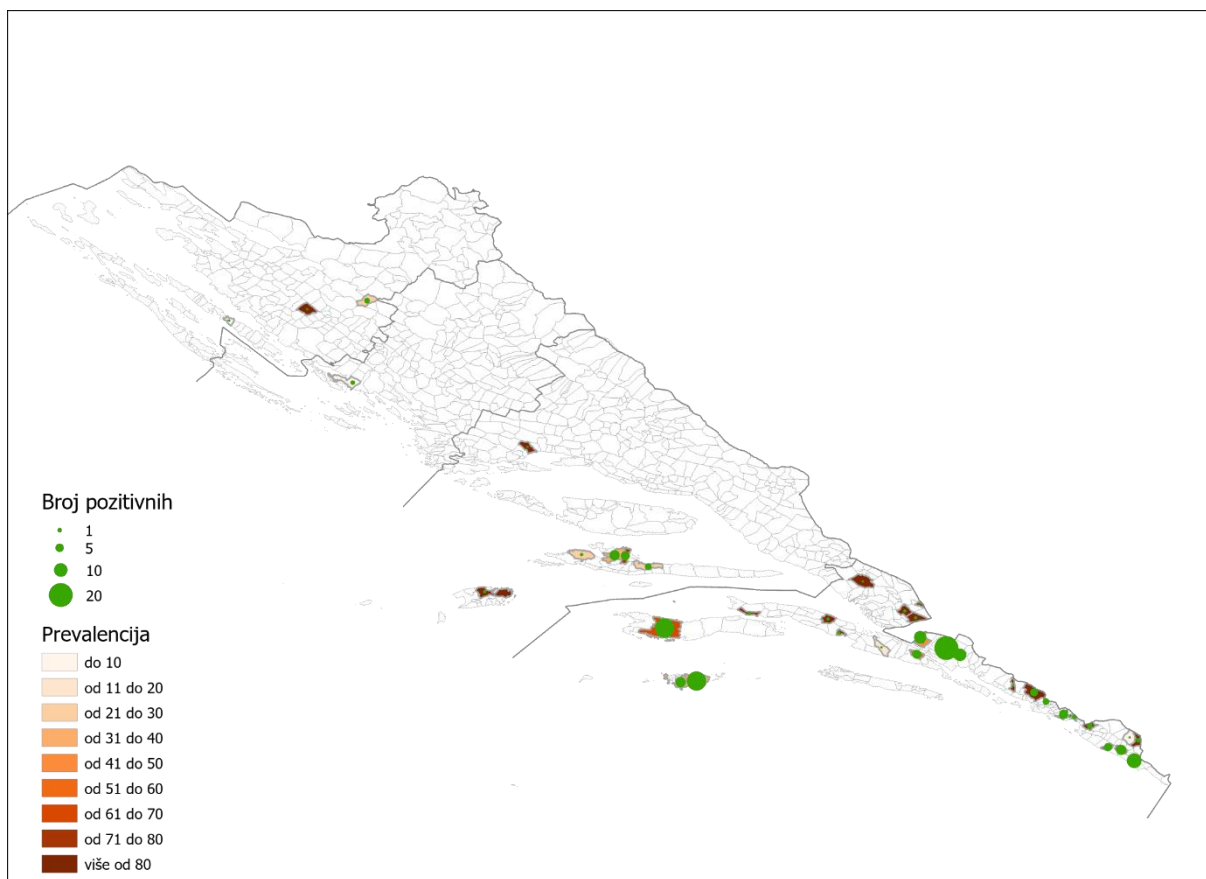 Broj pozitivnih
1
5
10
20
Prevalencija
do 10
od 11 do 20
od 21 do 30
od 31 do 40
od 41 do 50
od 51 do 60
od 61 do 70
od 71 do 80
više od 80